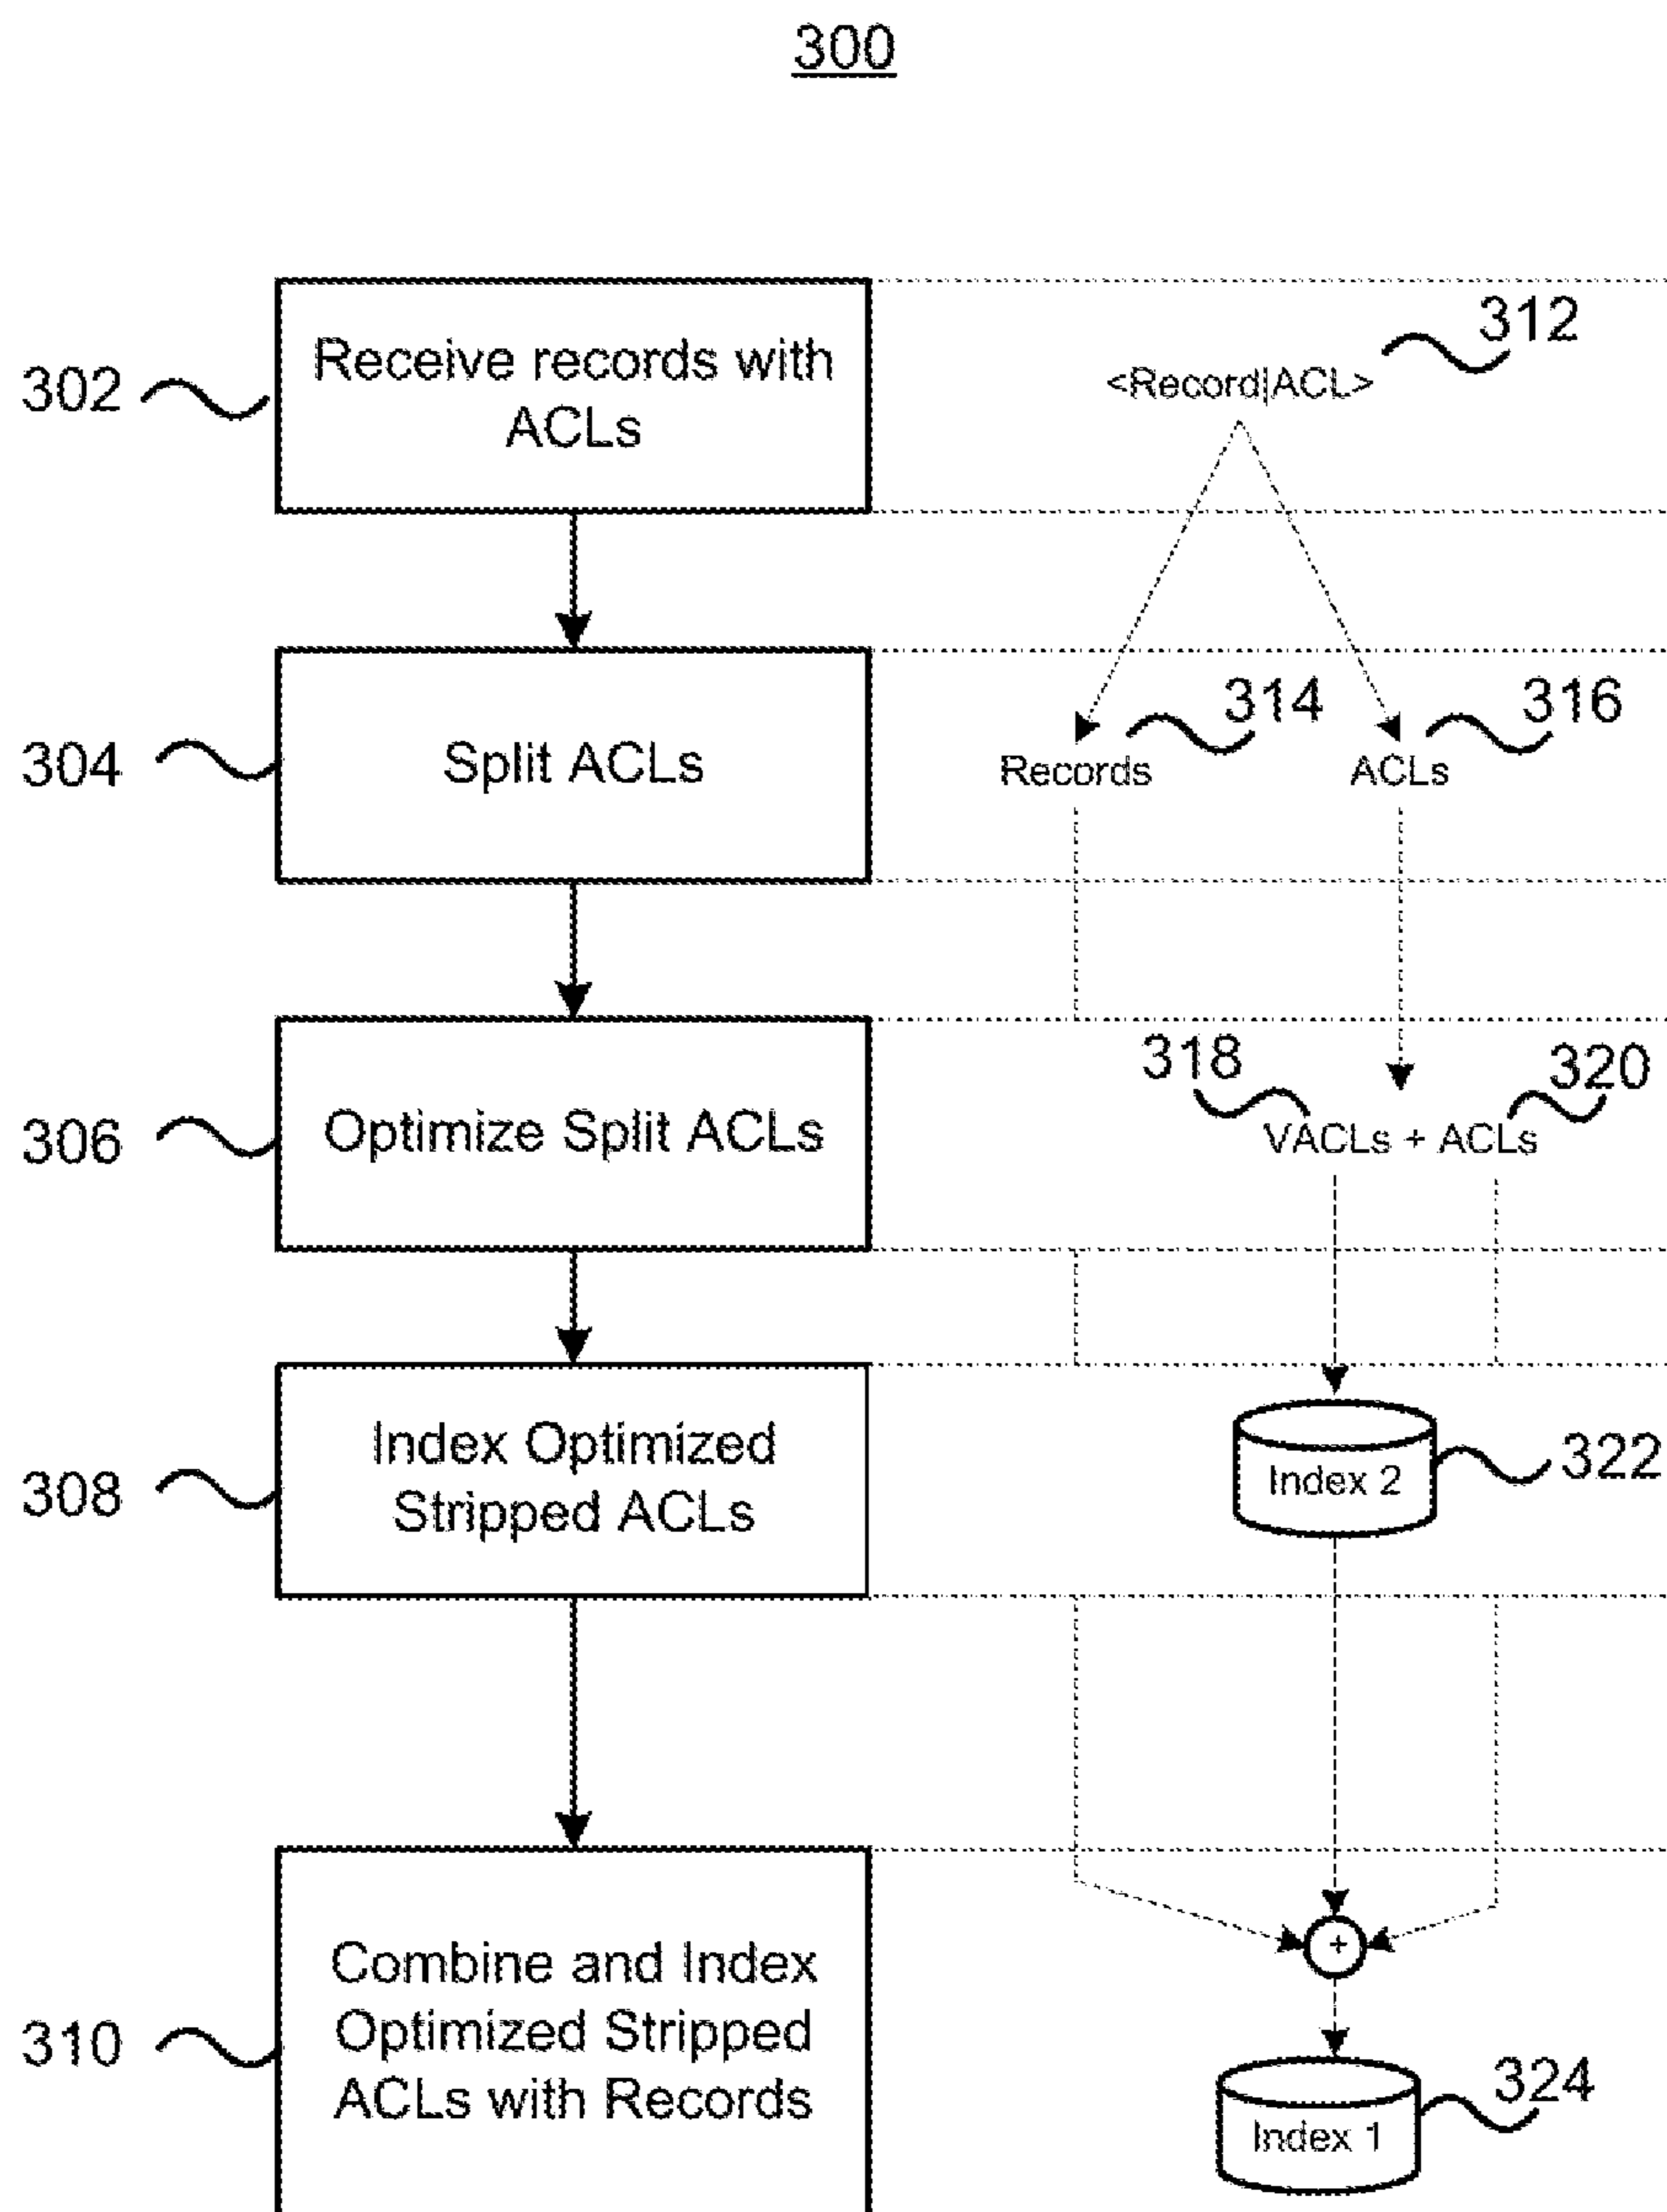 300
312
Receive records with
<Record|ACL>
302
ACLs
314
316
304
Split ACLs
Records
ACLs
318
320
306
Optimize Split ACLs
VACLs + ACLs
Index Optimized
322
308
Index 2
Stripped ACLs
+
Combine and Index
310
Optimized Stripped
324
ACLs with Records
Index 1